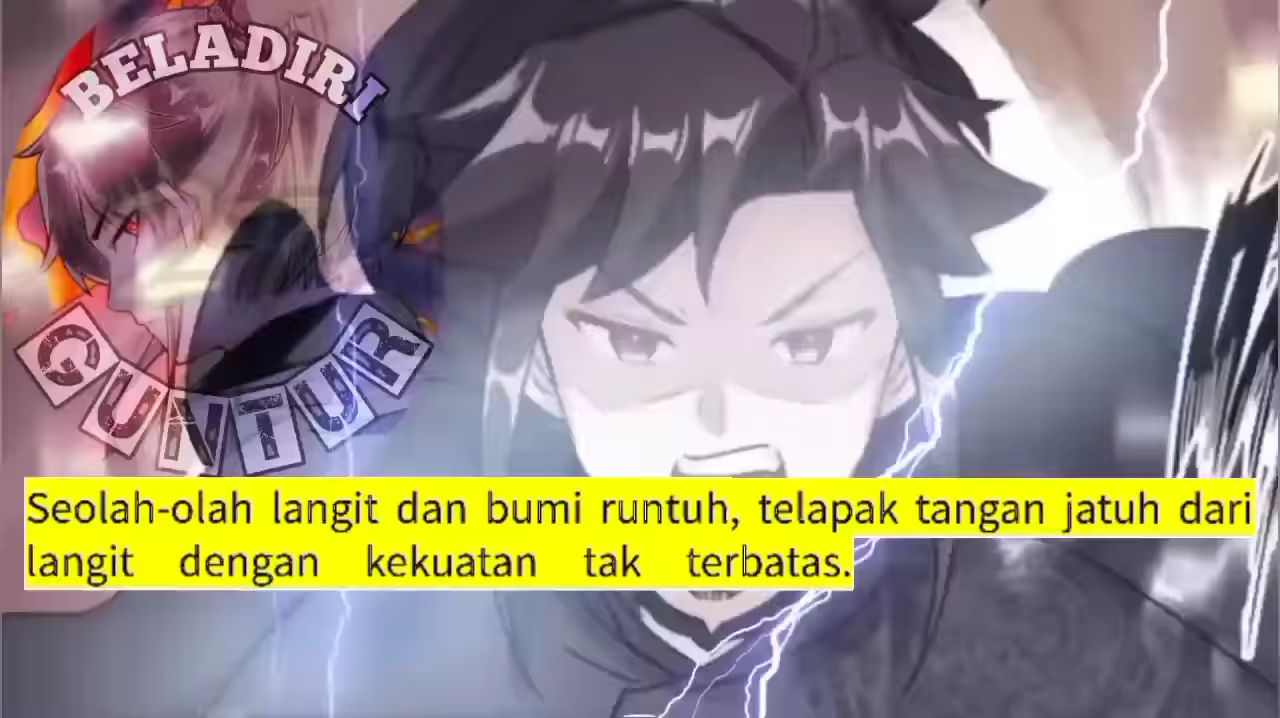 BELADIRI
GUNTUR
Seolah-olah langit dan bumi runtuh, telapak tangan jatuh dari
langit dengan kekuatan tak terbatas.